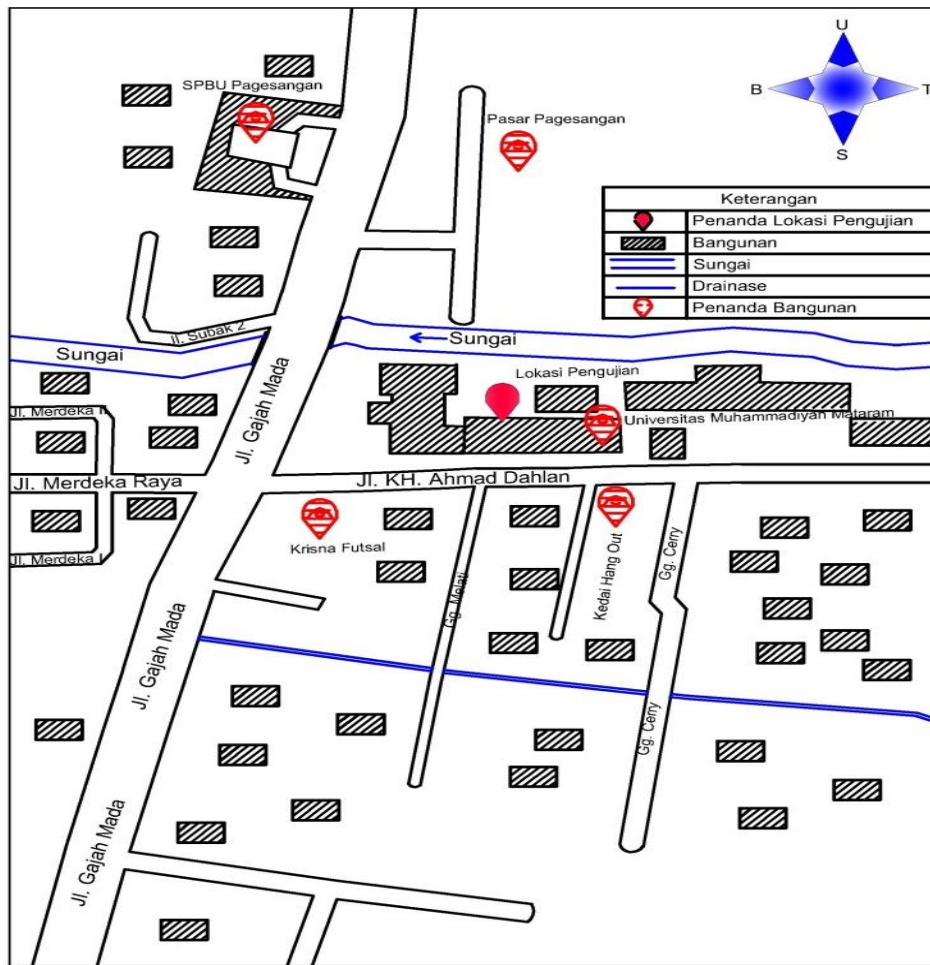 U
B
T
S
SPBU Pagesangan
Pasar Pagesangan
Keterangan
Penanda Lokasi Pengujian
Bangunan
Sungai
Drainase
Penanda Bangunan
Jl. Subak 2
Sungai
Sungai
Lokasi Pengujian
Jl. Merdeka II
Jl. Gajah Mada
Universitas Muhammadiyah Mataram
Jl. Merdeka Raya
Jl. KH. Ahmad Dahlan
Krisna Futsal
Jl. Merdeka I
Gg. Melati
Kedai Hang Out
Gg. Cerry
Jl. Gajah Mada
Gg. Cerry
Jl. Gajah Mada